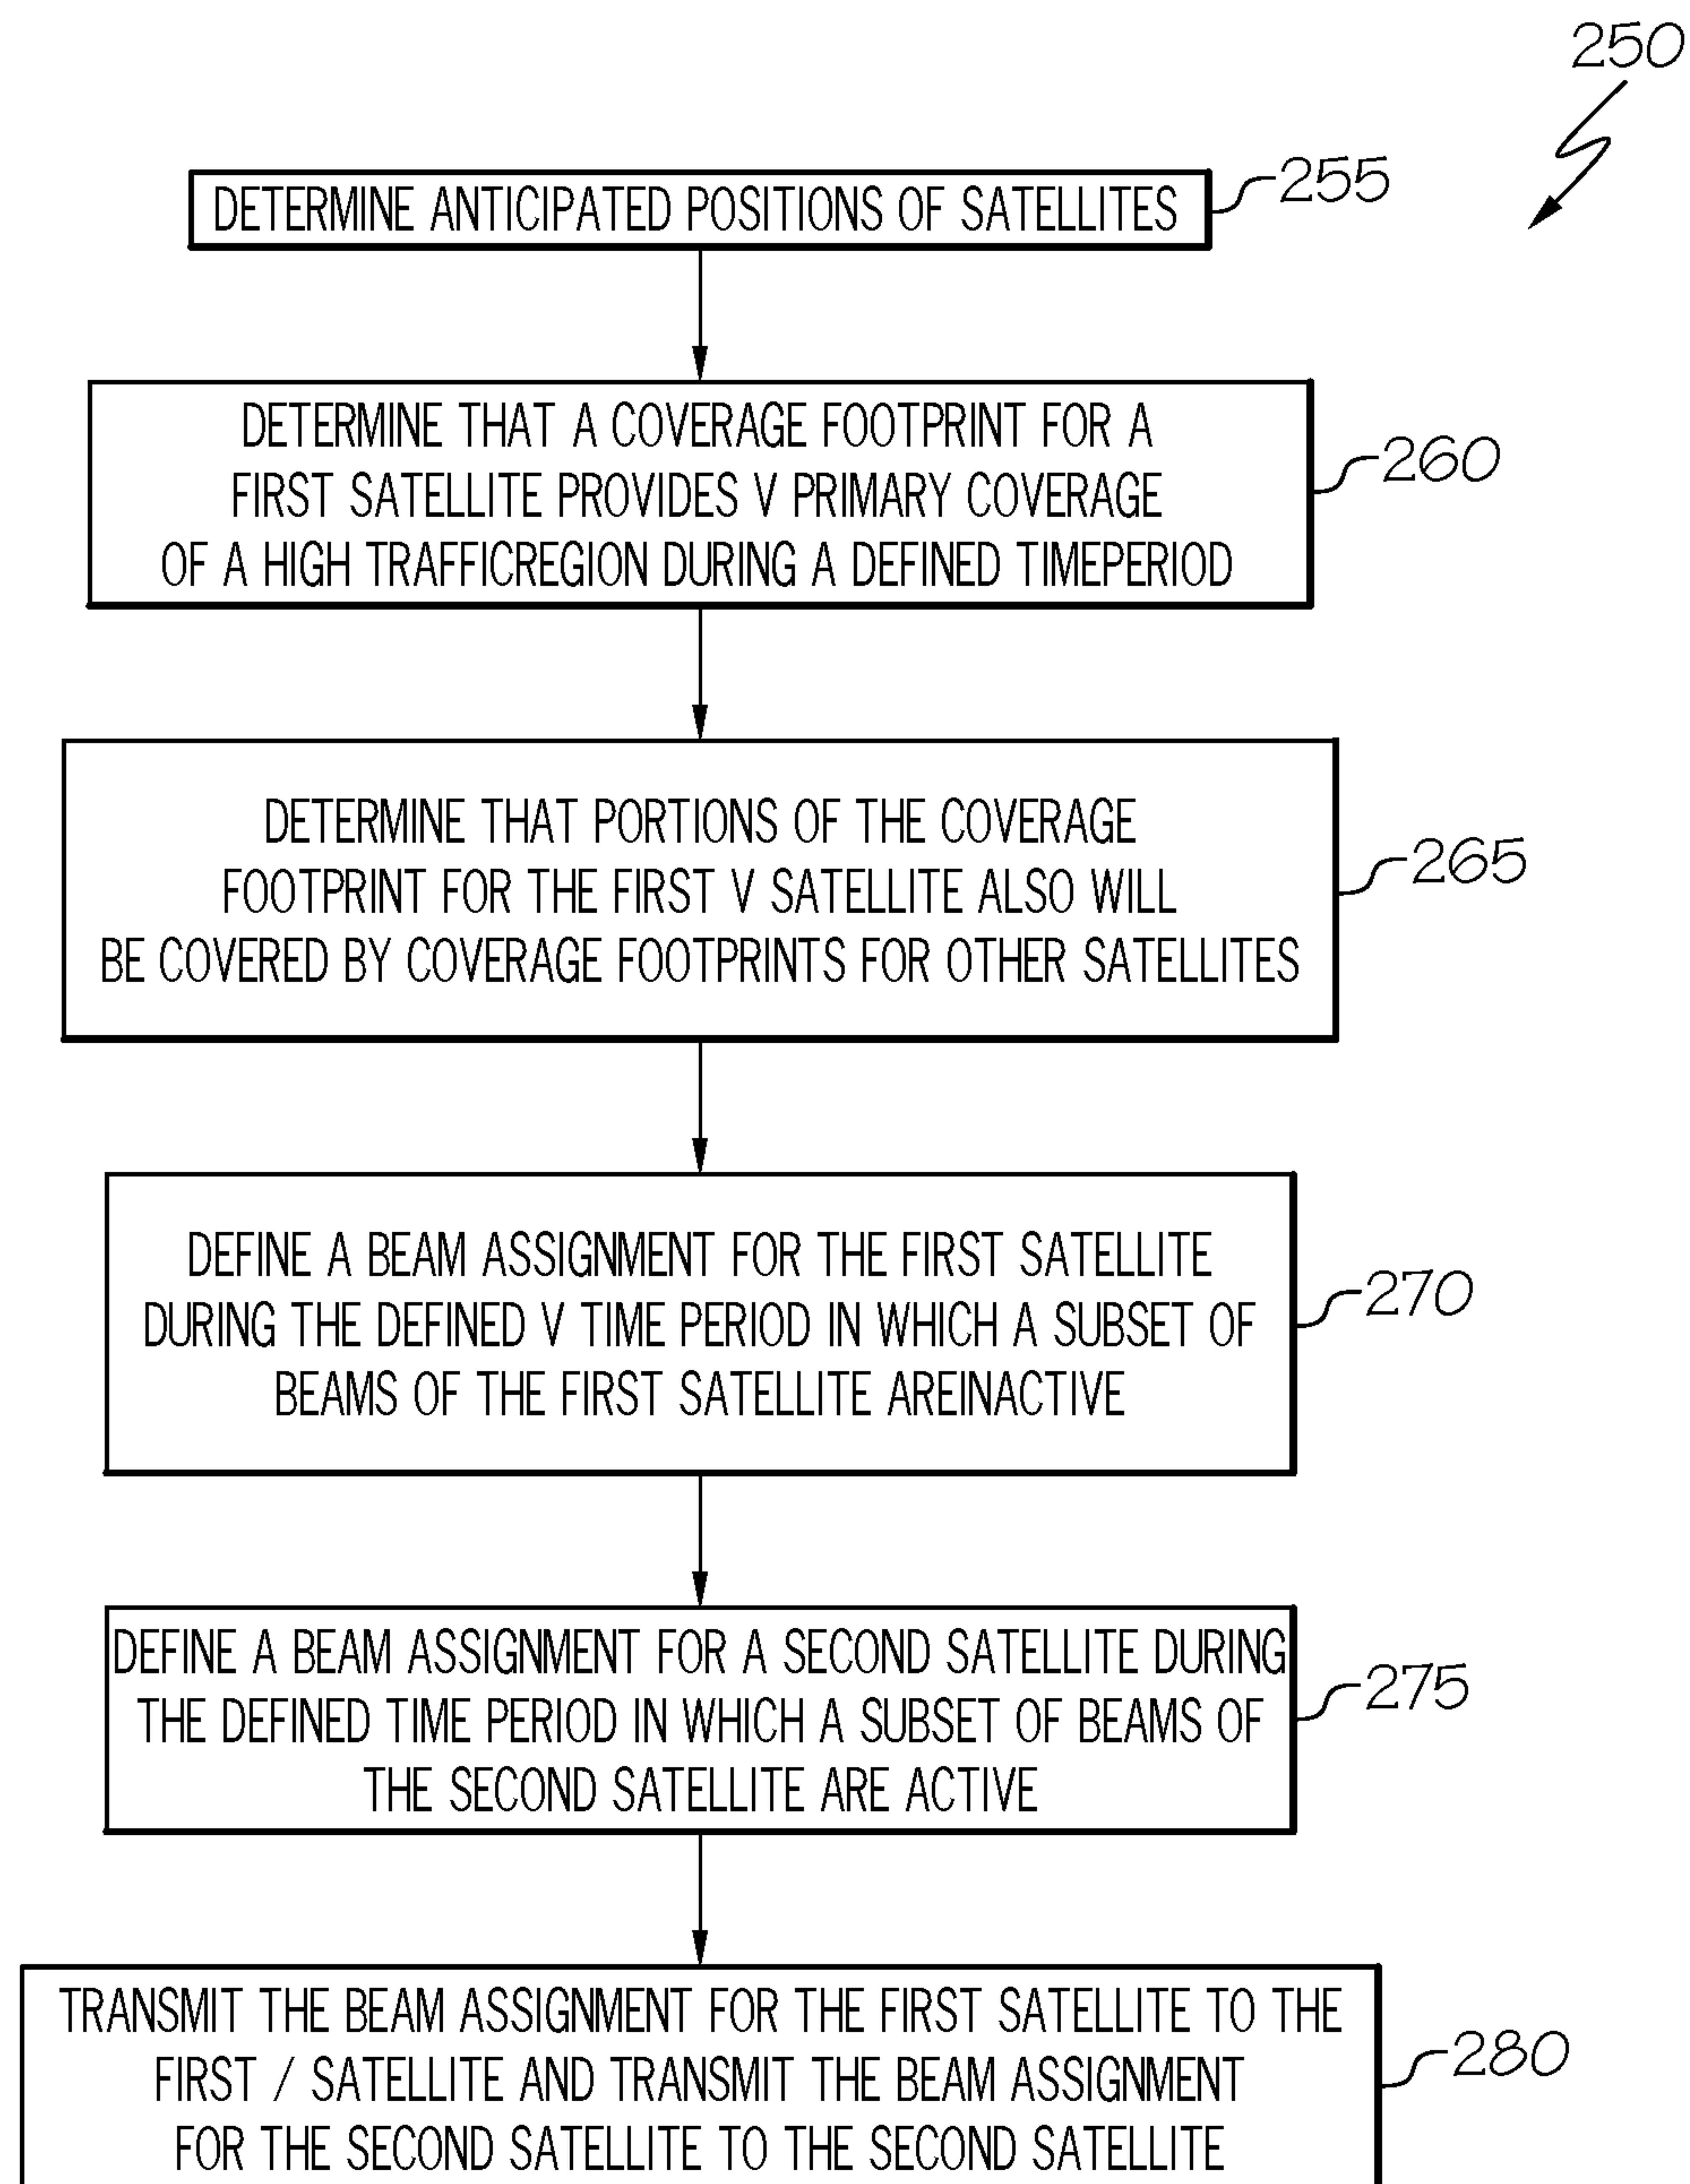 250
DETERMINE ANTICIPATED POSITIONS OF SATELLITES
255
DETERMINE THAT A COVERAGE FOOTPRINT FOR A
FIRST SATELLITE PROVIDES V PRIMARY COVERAGE
OF A HIGH TRAFFICREGION DURING A DEFINED TIMEPERIOD
260
DETERMINE THAT PORTIONS OF THE COVERAGE
FOOTPRINT FOR THE FIRST V SATELLITE ALSO WILL
BE COVERED BY COVERAGE FOOTPRINTS FOR OTHER SATELLITES
265
DEFINE A BEAM ASSIGNMENT FOR THE FIRST SATELLITE
DURING THE DEFINED V TIME PERIOD IN WHICH A SUBSET OF
BEAMS OF THE FIRST SATELLITE AREINACTIVE
270
DEFINE A BEAM ASSIGNMENT FOR A SECOND SATELLITE DURING
THE DEFINED TIME PERIOD IN WHICH A SUBSET OF BEAMS OF
THE SECOND SATELLITE ARE ACTIVE
275
TRANSMIT THE BEAM ASSIGNMENT FOR THE FIRST SATELLITE TO THE
FIRST / SATELLITE AND TRANSMIT THE BEAM ASSIGNMENT
FOR THE SECOND SATELLITE TO THE SECOND SATELLITE
280